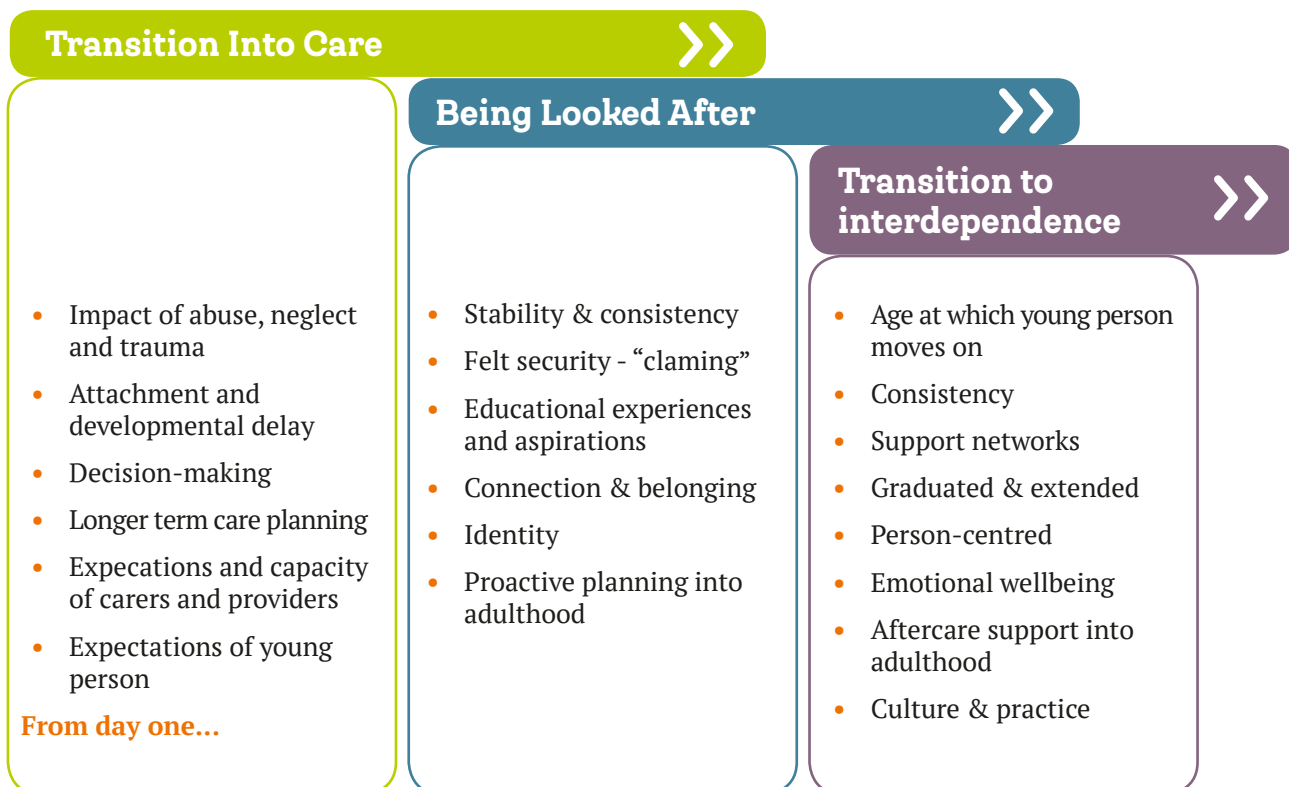 Transition Into Care
Being Looked After
Transition to
interdependence
• Impact of abuse, neglect
and trauma
• Attachment and
developmental delay
• Decision-making
• Longer term care planning
• Expecations and capacity
of carers and providers
• Expectations of young
person
From day one...
• Stability & consistency
• Felt security - “claming”
• Educational experiences
and aspirations
• Connection & belonging
• Identity
• Proactive planning into
adulthood
• Age at which young person
moves on
• Consistency
• Support networks
• Graduated & extended
• Person-centred
• Emotional wellbeing
• Aftercare support into
adulthood
• Culture & practice